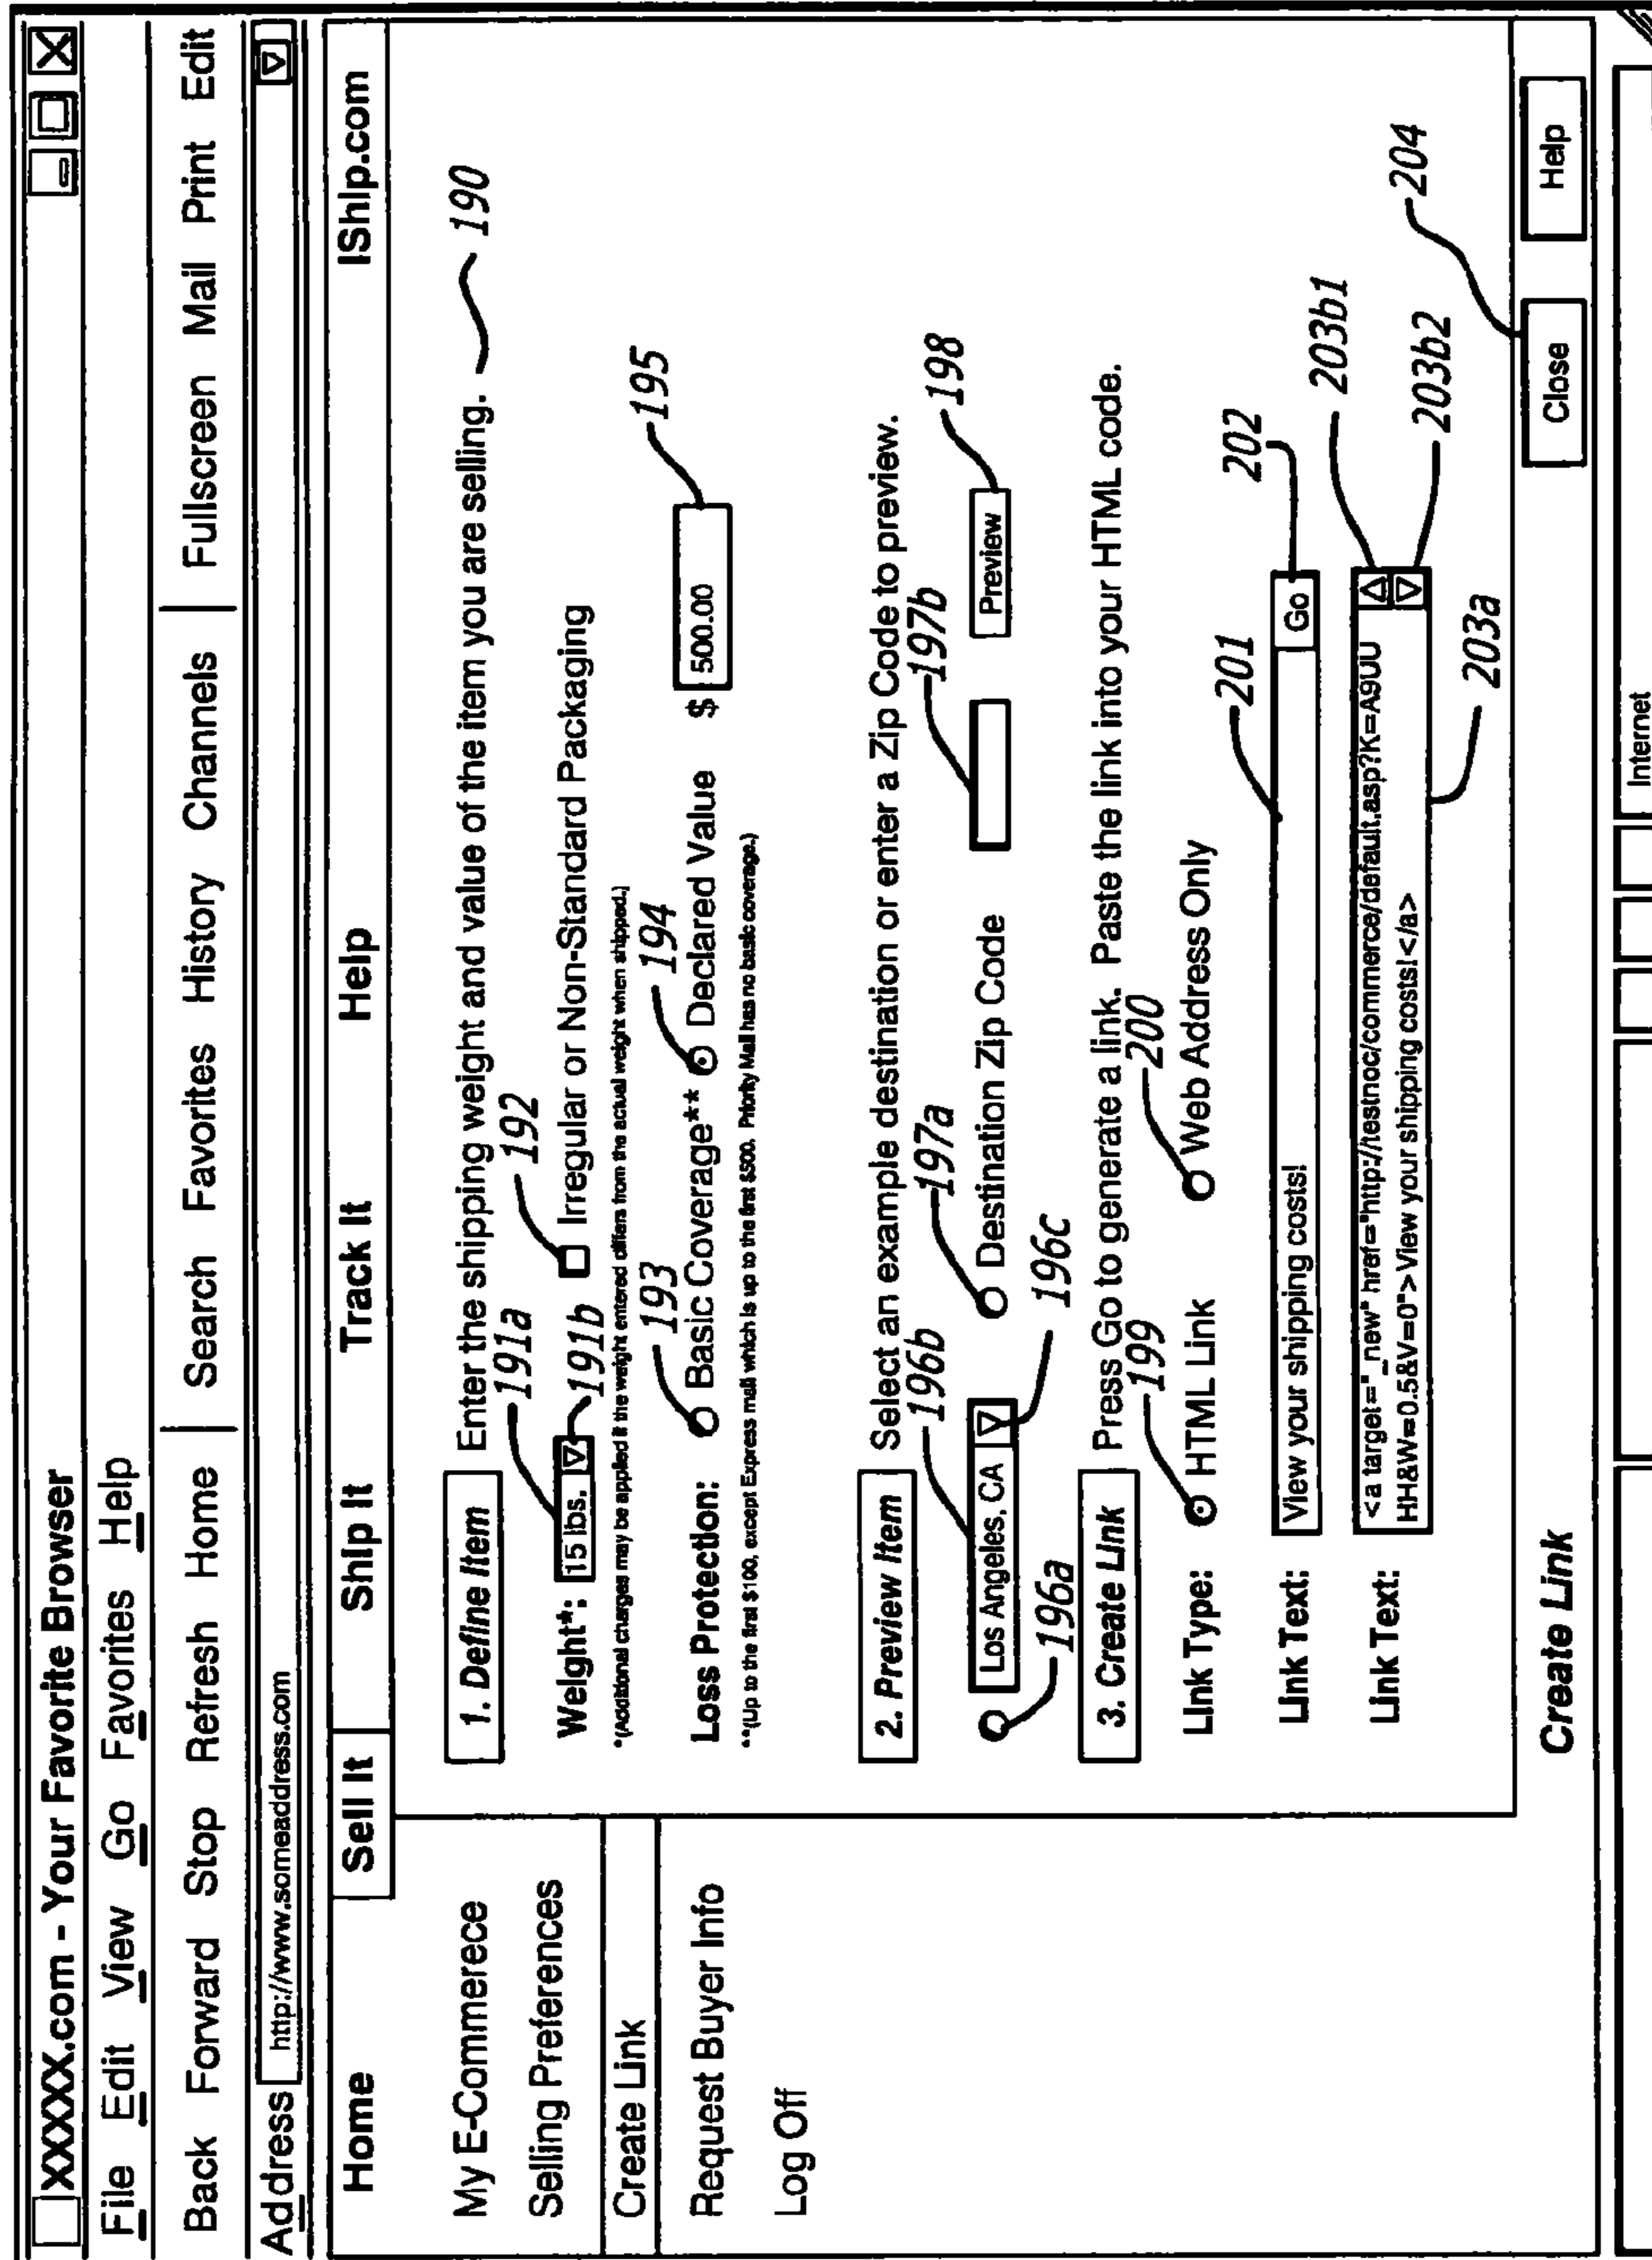 XXXXX.com - Your Favorite Browser
File Edit View Go Favorites Help
Back Forward Stop Refresh Home Search Favorites History Channels Fullscreen Mail Print Edit
Address http://www.someaddress.com
Home Sell It Ship It Track It Help IShip.com
My E-Commerece
Selling Preferences
Create Link
Request Buyer Info
Log Off
1. Define Item Enter the shipping weight and value of the item you are selling. 190
191a 192
Weight*: 15 lbs. 191b Irregular or Non-Standard Packaging
*(Additional charges may be applied if the weight entered differs from the actual weight when shipped.)
193 194 195
Loss Protection: Basic Coverage** Declared Value $ 500.00
**(Up to the first $100, except Express mail which is up to the first $500. Priority Mail has no basic coverage.)
2. Preview Item Select an example destination or enter a Zip Code to preview.
196b 197a 197b 198
Los Angeles, CA Destination Zip Code Preview
196a 196c
3. Create Link Press Go to generate a link. Paste the link into your HTML code.
199 200
Link Type: HTML Link Web Address Only
201 202
Link Text: View your shipping costs! Go
203b1
Link Text: <a target="_new" href="http://testnoc/commerce/default.asp?K=A9UU
HH&W=0.5&V=0"> View your shipping costs! </a>
203b2
203a
204
Create Link Close Help
Internet